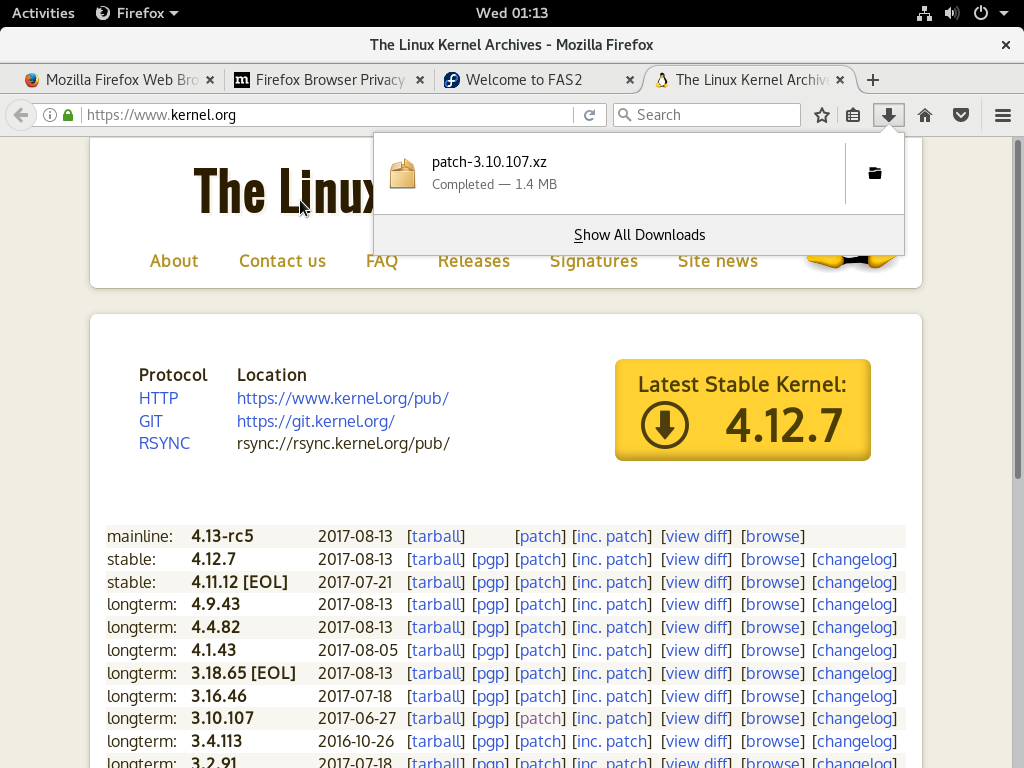 Activities Firefox Wed 01:13
The Linux Kernel Archives - Mozilla Firefox
Mozilla Firefox Web Bro Firefox Browser Privacy Welcome to FAS2 The Linux Kernel Archive
https://www.kernel.org Search
patch-3.10.107.xz
Completed — 1.4 MB
Show All Downloads
The Linux
About Contact us FAQ Releases Signatures Site news
Protocol Location
HTTP https://www.kernel.org/pub/
GIT https://git.kernel.org/
RSYNC rsync://rsync.kernel.org/pub/
Latest Stable Kernel:
4.12.7
mainline: 4.13-rc5 2017-08-13 [tarball] [patch] [inc. patch] [view diff] [browse]
stable: 4.12.7 2017-08-13 [tarball] [pgp] [patch] [inc. patch] [view diff] [browse] [changelog]
stable: 4.11.12 [EOL] 2017-07-21 [tarball] [pgp] [patch] [inc. patch] [view diff] [browse] [changelog]
longterm: 4.9.43 2017-08-13 [tarball] [pgp] [patch] [inc. patch] [view diff] [browse] [changelog]
longterm: 4.4.82 2017-08-13 [tarball] [pgp] [patch] [inc. patch] [view diff] [browse] [changelog]
longterm: 4.1.43 2017-08-05 [tarball] [pgp] [patch] [inc. patch] [view diff] [browse] [changelog]
longterm: 3.18.65 [EOL] 2017-08-13 [tarball] [pgp] [patch] [inc. patch] [view diff] [browse] [changelog]
longterm: 3.16.46 2017-07-18 [tarball] [pgp] [patch] [inc. patch] [view diff] [browse] [changelog]
longterm: 3.10.107 2017-06-27 [tarball] [pgp] [patch] [inc. patch] [view diff] [browse] [changelog]
longterm: 3.4.113 2016-10-26 [tarball] [pgp] [patch] [inc. patch] [view diff] [browse] [changelog]
longterm: 3.2.91 2017-07-18 [tarball] [pgp] [patch] [inc. patch] [view diff] [browse] [changelog]